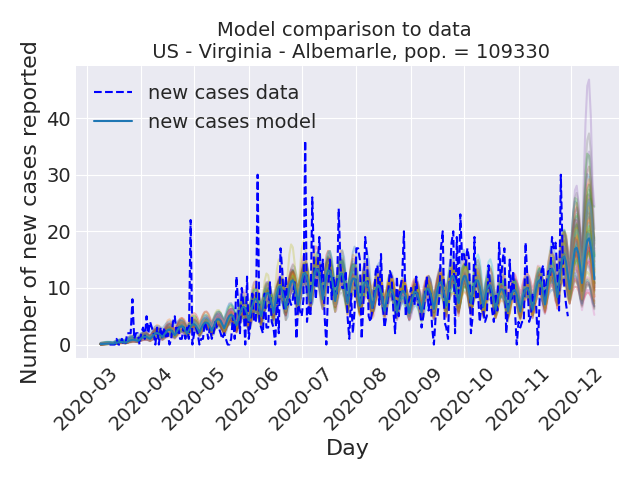 Model comparison to data
US - Virginia - Albemarle, pop. = 109330
Number of new cases reported
new cases data
new cases model
40
30
20
10
0
2020-03
2020-04
2020-05
2020-06
2020-07
2020-08
2020-09
2020-10
2020-11
2020-12
Day